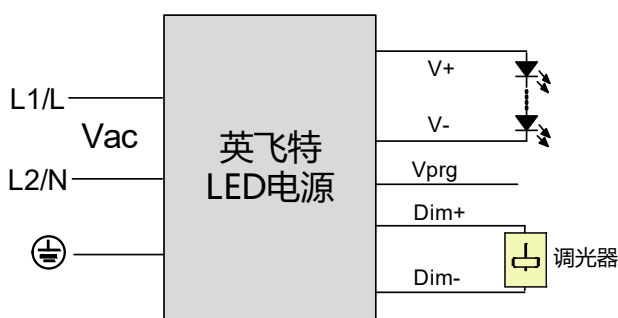 L1/L
Vac
L2/N
英飞特
LED电源
V+
V-
Vprg
Dim+
Dim-
调光器